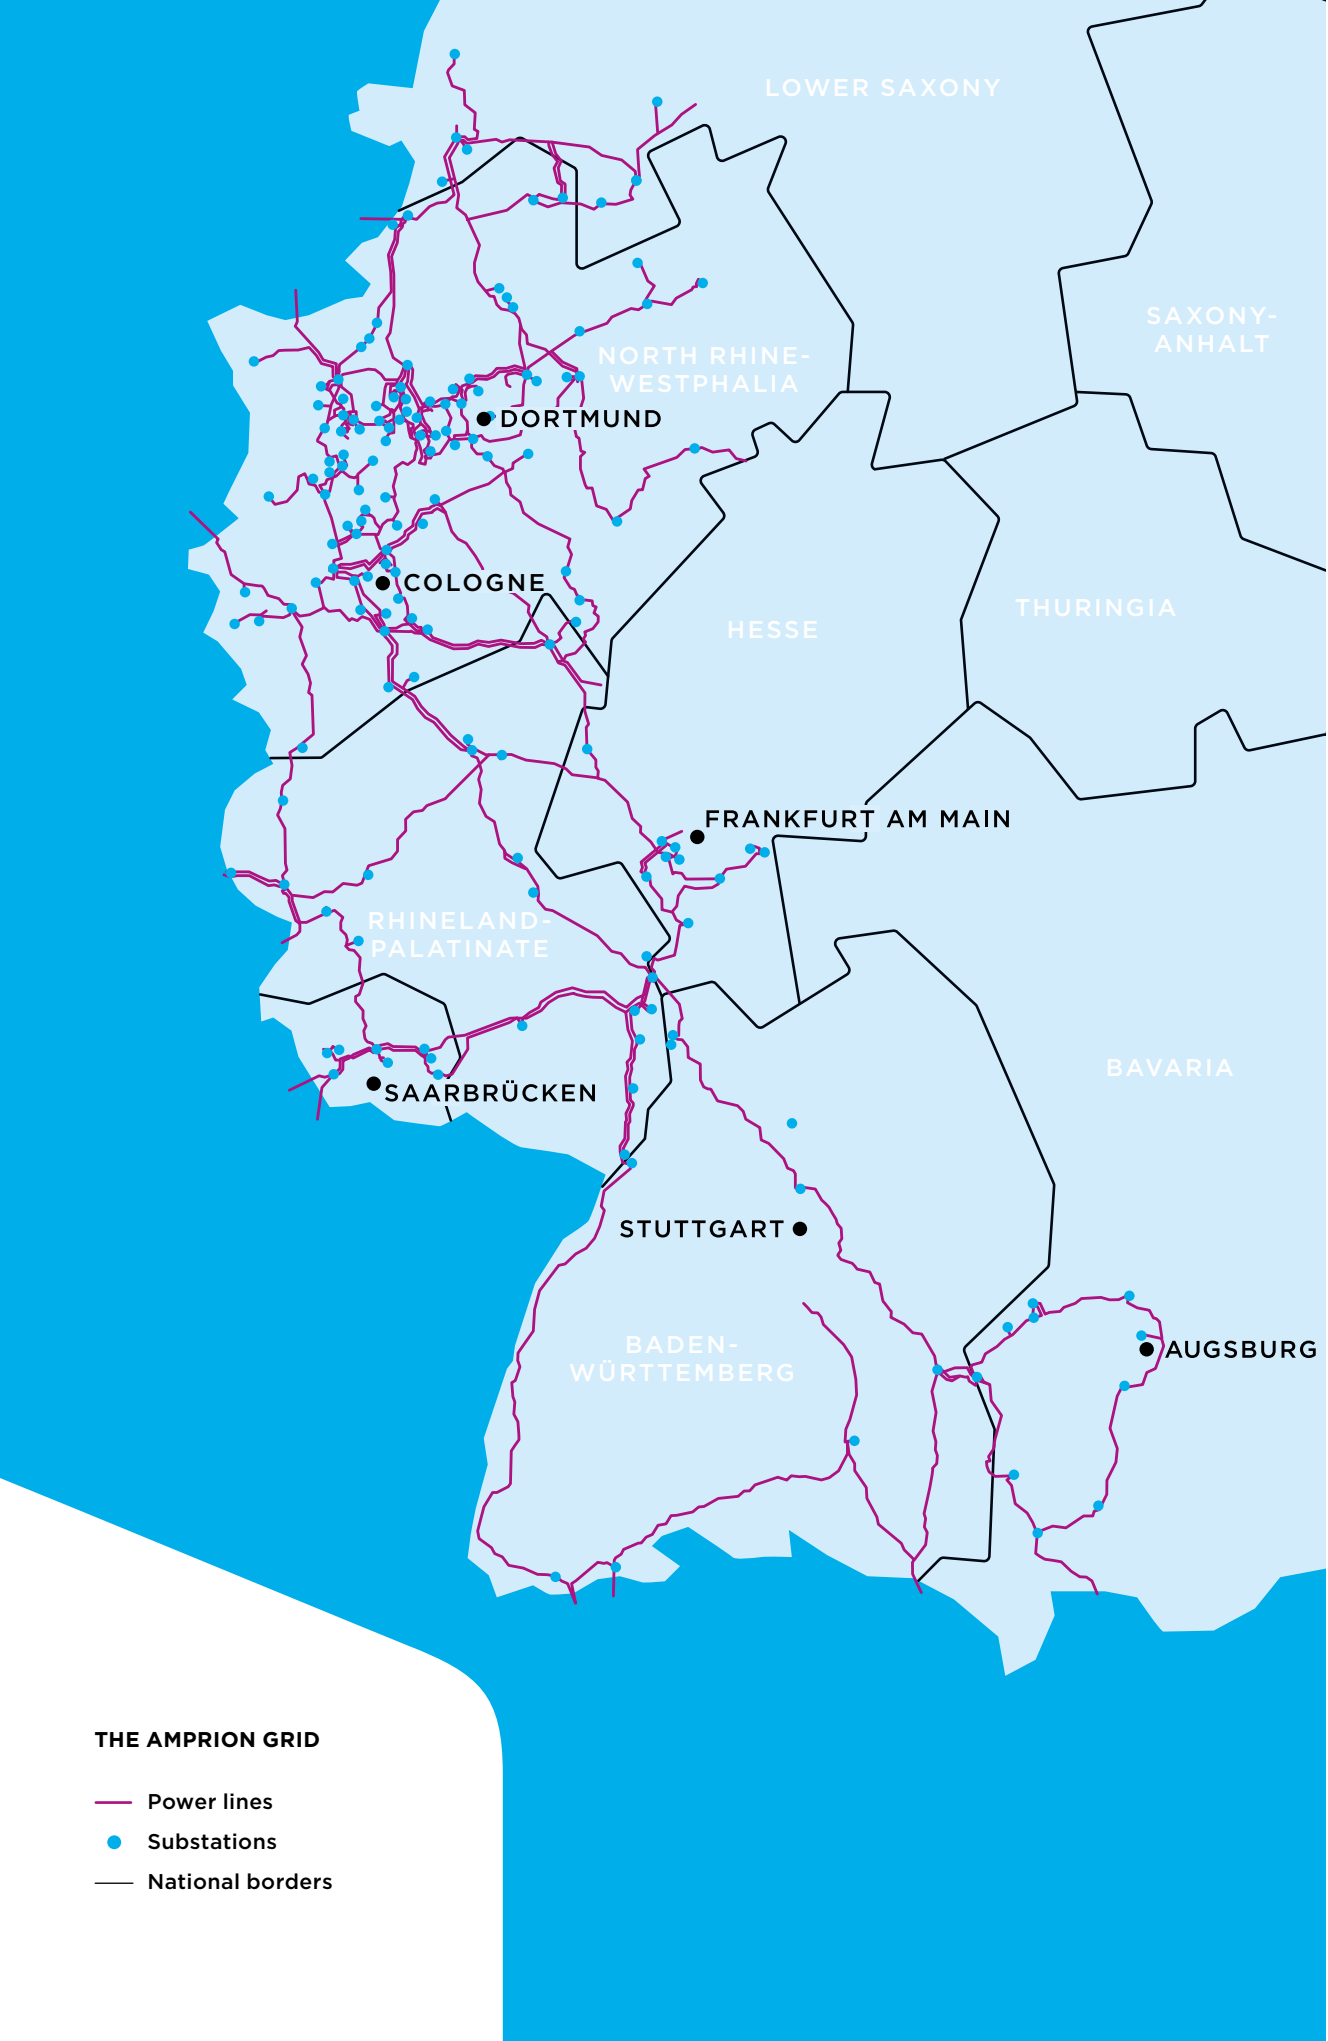 LOWER SAXONY
SAXONY-
ANHALT
NORTH RHINE-
WESTPHALIA
DORTMUND
COLOGNE
THURINGIA
HESSE
FRANKFURT AM MAIN
RHINELAND-
PALATINATE
BAVARIA
SAARBRÜCKEN
STUTTGART
BADEN-
WÜRTTEMBERG
AUGSBURG
THE AMPRION GRID
Power lines
Substations
National borders